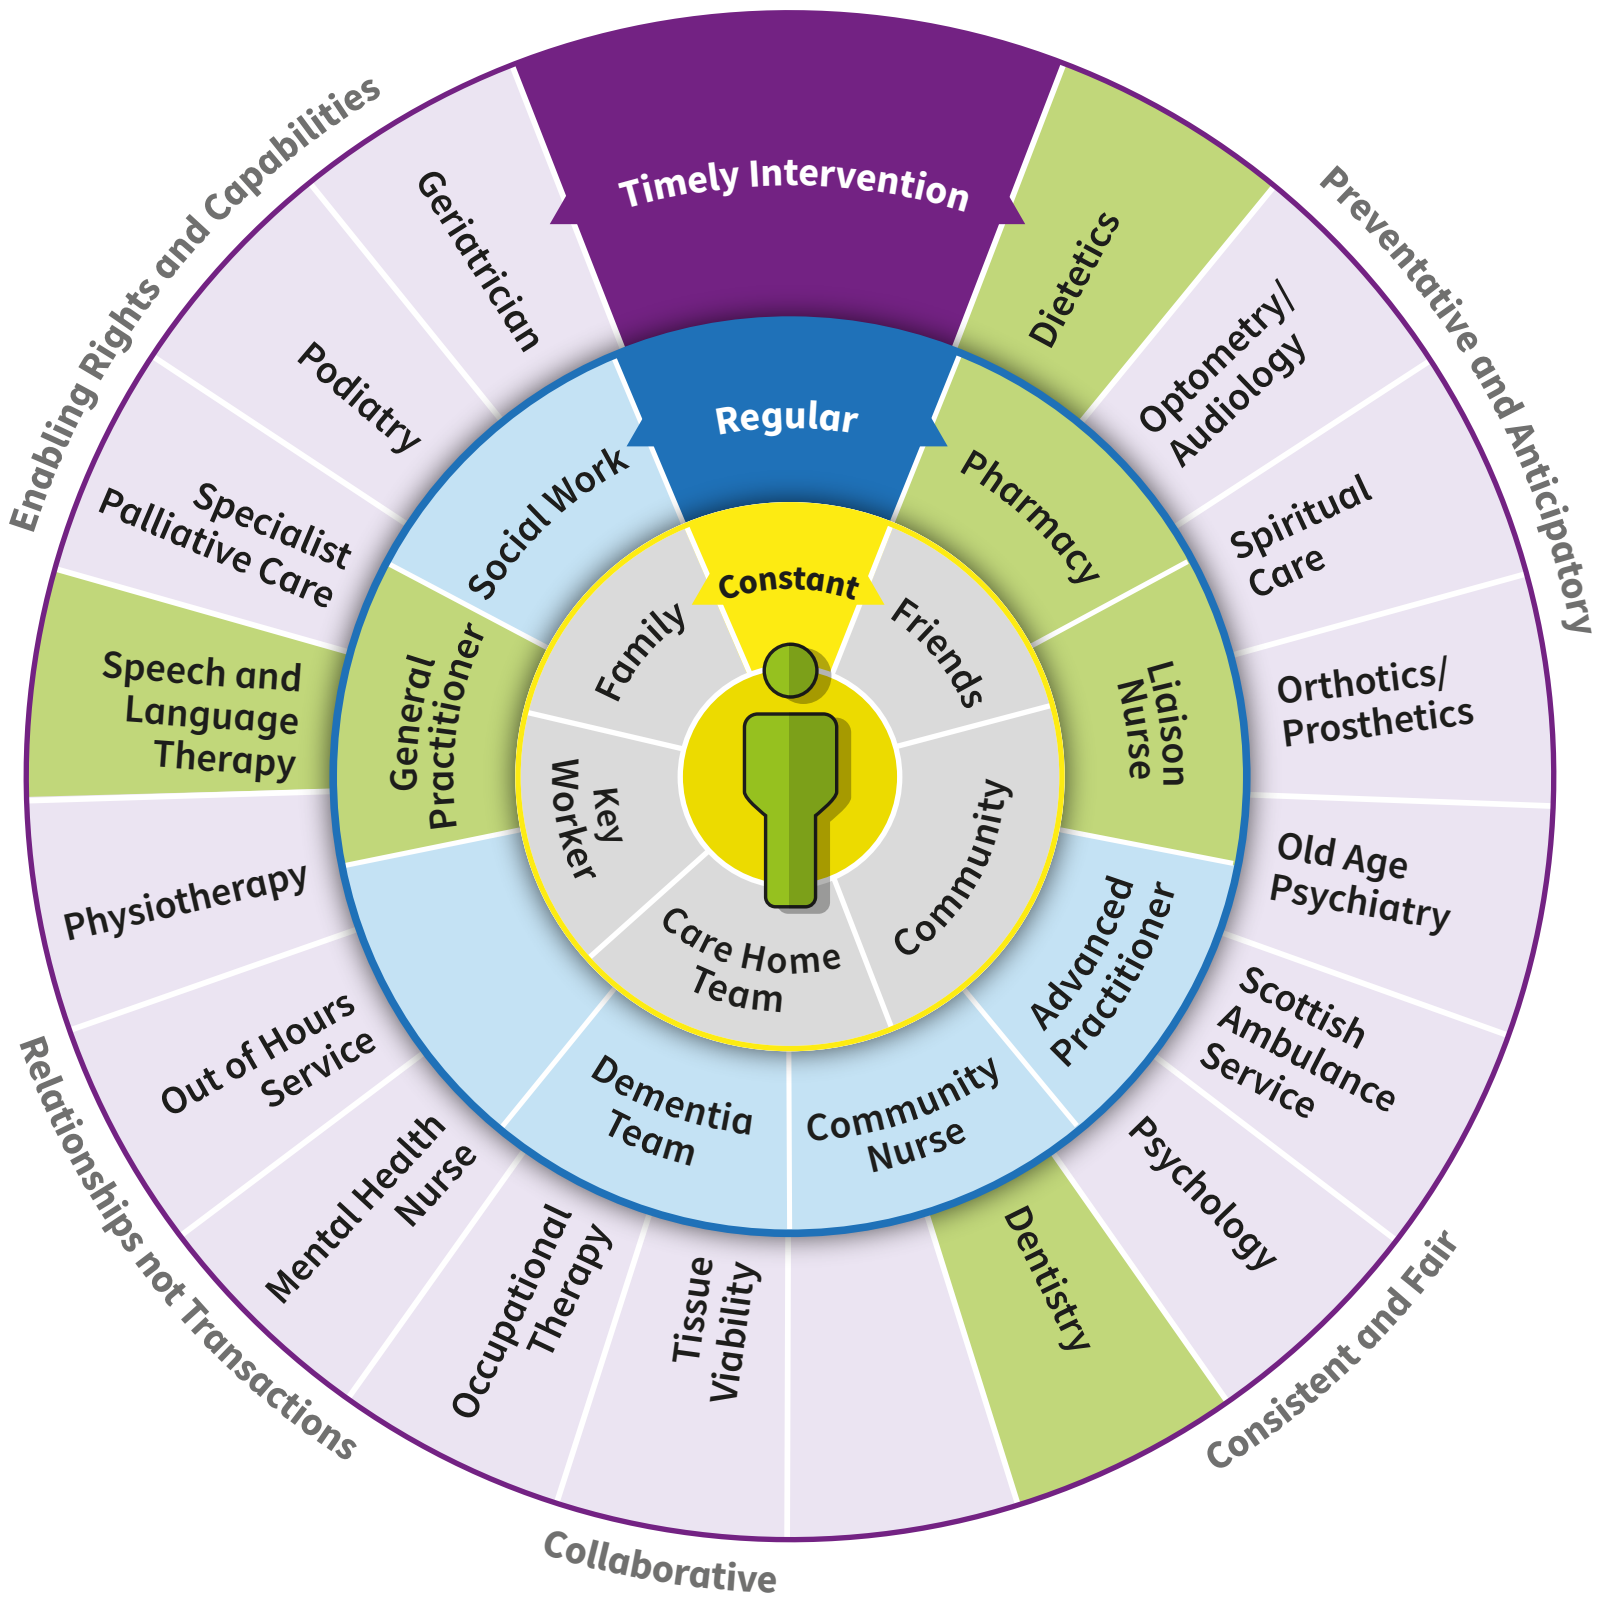 Enabling Rights and Capabilities
Preventative and Anticipatory
Consistent and Fair
Collaborative
Relationships not Transactions
Timely Intervention
Dietetics
Optometry/
Audiology
Spiritual
Care
Orthotics/
Prosthetics
Old Age
Psychiatry
Scottish
Ambulance
Service
Psychology
Dentistry
Tissue
Viability
Occupational
Therapy
Mental Health
Nurse
Out of Hours
Service
Physiotherapy
Speech and
Language
Therapy
Specialist
Palliative Care
Podiatry
Geriatrician
Regular
Pharmacy
Liaison
Nurse
Advanced
Practitioner
Community
Nurse
Dementia
Team
General
Practitioner
Social Work
Constant
Friends
Community
Care Home
Team
Key
Worker
Family